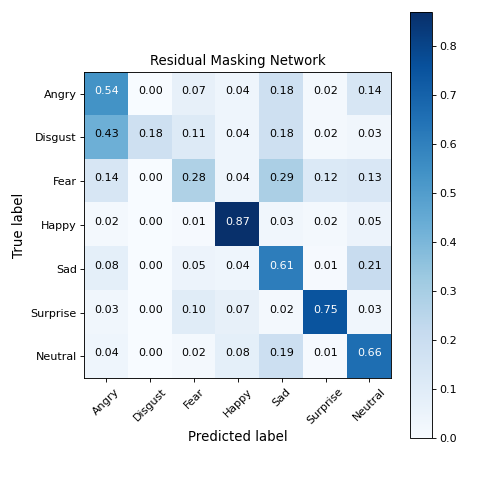 Residual Masking Network
True label
Angry 0.54 0.00 0.07 0.04 0.18 0.02 0.14
Disgust 0.43 0.18 0.11 0.04 0.18 0.02 0.03
Fear 0.14 0.00 0.28 0.04 0.29 0.12 0.13
Happy 0.02 0.00 0.01 0.87 0.03 0.02 0.05
Sad 0.08 0.00 0.05 0.04 0.61 0.01 0.21
Surprise 0.03 0.00 0.10 0.07 0.02 0.75 0.03
Neutral 0.04 0.00 0.02 0.08 0.19 0.01 0.66
Angry Disgust Fear Happy Sad Surprise Neutral
Predicted label
0.8
0.7
0.6
0.5
0.4
0.3
0.2
0.1
0.0